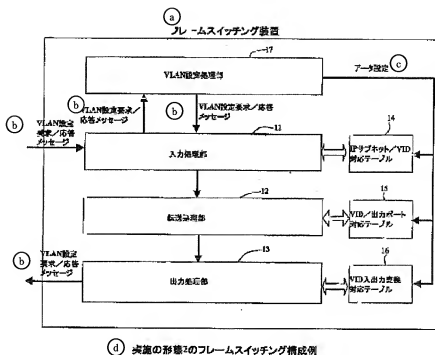 a
フレームスイッチング装置
17
VLAN設定処理部
データ設定
c
b
VLAN設定要求/
応答メッセージ
b
VLAN設定要求/応答
メッセージ
b
VLAN設定
要求/応答
メッセージ
11
入力処理部
14
IPサブネット/VID
対応テーブル
12
転送処理部
15
VID/出力ポート
対応テーブル
b
VLAN設定
要求/応答
メッセージ
13
出力処理部
16
VID入出力変換
対応テーブル
d
実施の形態2のフレームスイッチング構成例